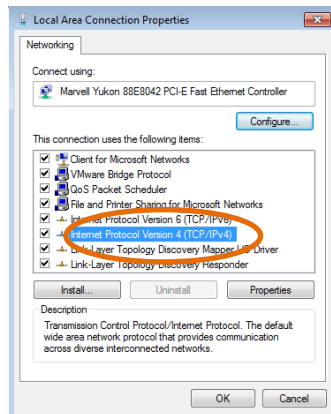 Local Area Connection Properties
Networking
Connect using:
Marvell Yukon 88E8042 PCI-E Fast Ethernet Controller
Configure...
This connection uses the following items:
Client for Microsoft Networks
VMware Bridge Protocol
QoS Packet Scheduler
File and Printer Sharing for Microsoft Networks
Internet Protocol Version 6 (TCP/IPv6)
Internet Protocol Version 4 (TCP/IPv4)
Link-Layer Topology Discovery Mapper I/O Driver
Link-Layer Topology Discovery Responder
Install...
Uninstall
Properties
Description
Transmission Control Protocol/Internet Protocol. The default
wide area network protocol that provides communication
across diverse interconnected networks.
OK
Cancel